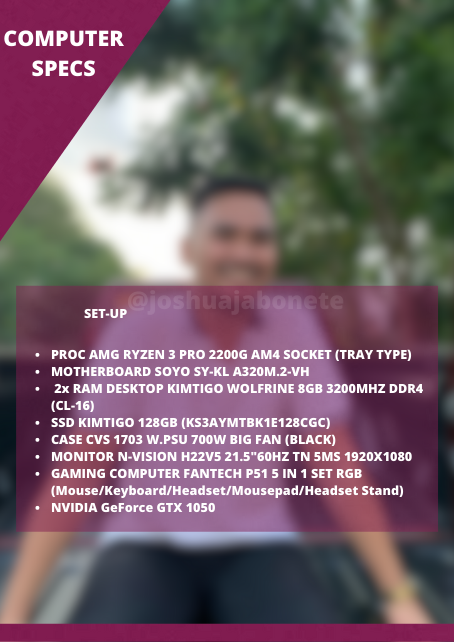 COMPUTER
SPECS
@joshuajabonete
SET-UP
• PROC AMG RYZEN 3 PRO 2200G AM4 SOCKET (TRAY TYPE)
• MOTHERBOARD SOYO SY-KL A320M.2-VH
• 2x RAM DESKTOP KIMTIGO WOLFRINE 8GB 3200MHZ DDR4
(CL-16)
• SSD KIMTIGO 128GB (KS3AYMTBK1E128CGC)
• CASE CVS 1703 W.PSU 700W BIG FAN (BLACK)
• MONITOR N-VISION H22V5 21.5"60HZ TN 5MS 1920X1080
• GAMING COMPUTER FANTECH P51 5 IN 1 SET RGB
(Mouse/Keyboard/Headset/Mousepad/Headset Stand)
• NVIDIA GeForce GTX 1050